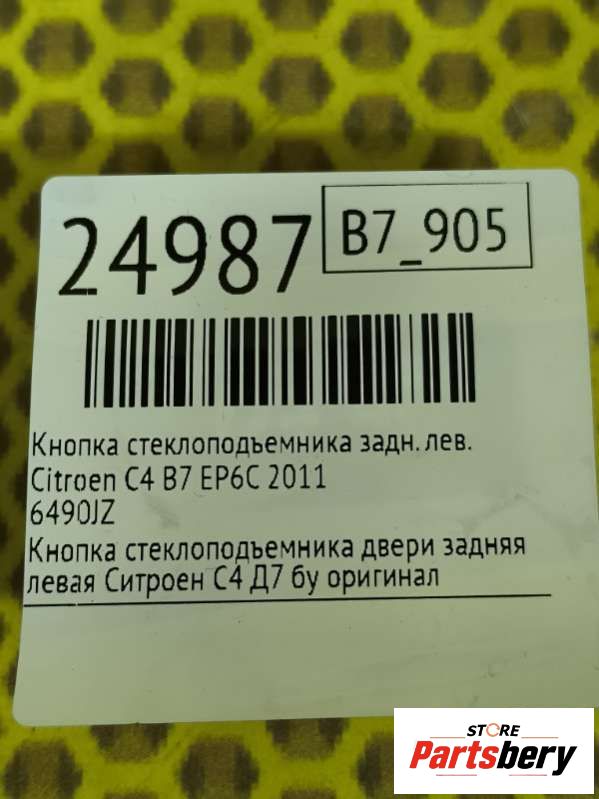 24987
B7_905
Кнопка стеклоподъемника задн. лев.
Citroen C4 B7 EP6C 2011
6490JZ
Кнопка стеклоподъемника двери задняя
левая Ситроен С4 Д7 бу оригинал
STORE
Partsbery